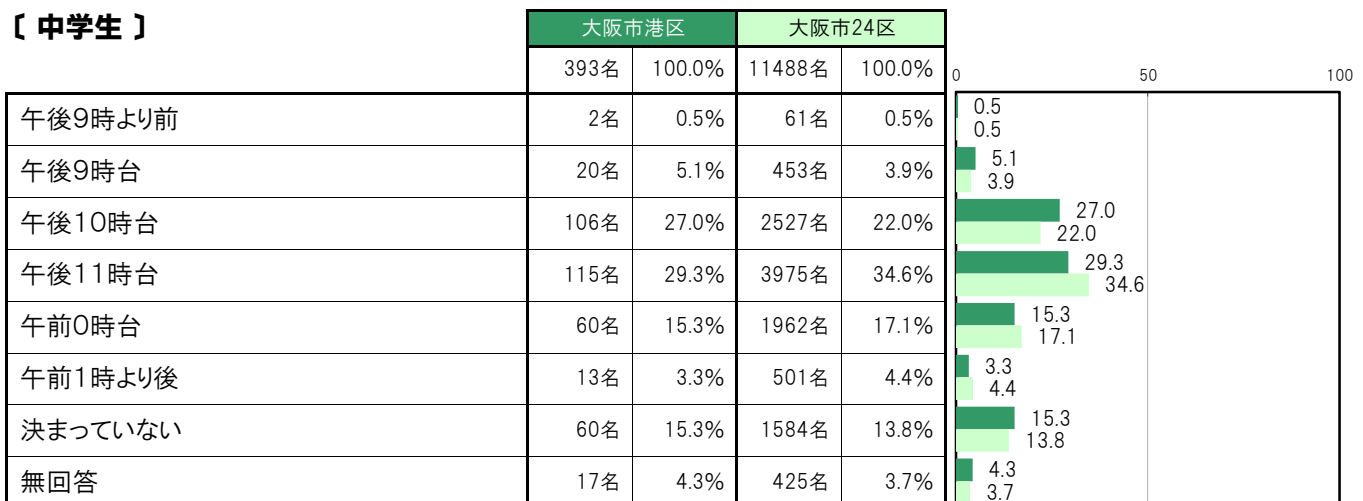 〔 中学生 〕
大阪市港区 大阪市24区
393名 100.0% 11488名 100.0%
0 50 100
午後9時より前 2名 0.5% 61名 0.5% 0.5 0.5
午後9時台 20名 5.1% 453名 3.9% 5.1 3.9
午後10時台 106名 27.0% 2527名 22.0% 27.0 22.0
午後11時台 115名 29.3% 3975名 34.6% 29.3 34.6
午前0時台 60名 15.3% 1962名 17.1% 15.3 17.1
午前1時より後 13名 3.3% 501名 4.4% 3.3 4.4
決まっていない 60名 15.3% 1584名 13.8% 15.3 13.8
無回答 17名 4.3% 425名 3.7% 4.3 3.7